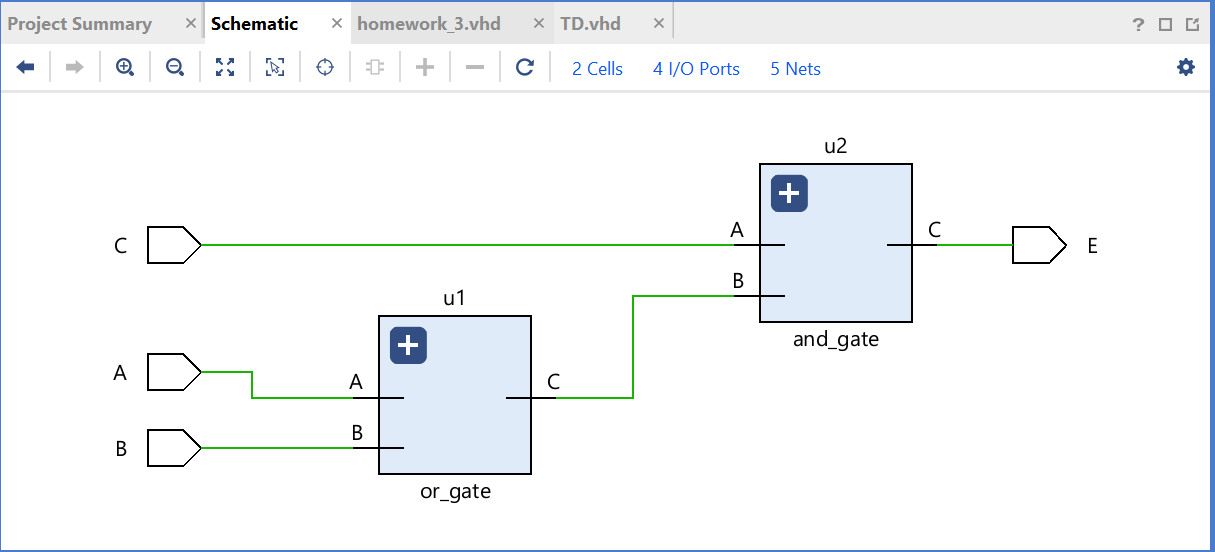 Project Summary × Schematic × homework_3.vhd × TD.vhd × ?
2 Cells 4 I/O Ports 5 Nets
u2
A C
C E
B
u1
and_gate
A A C
B B
or_gate